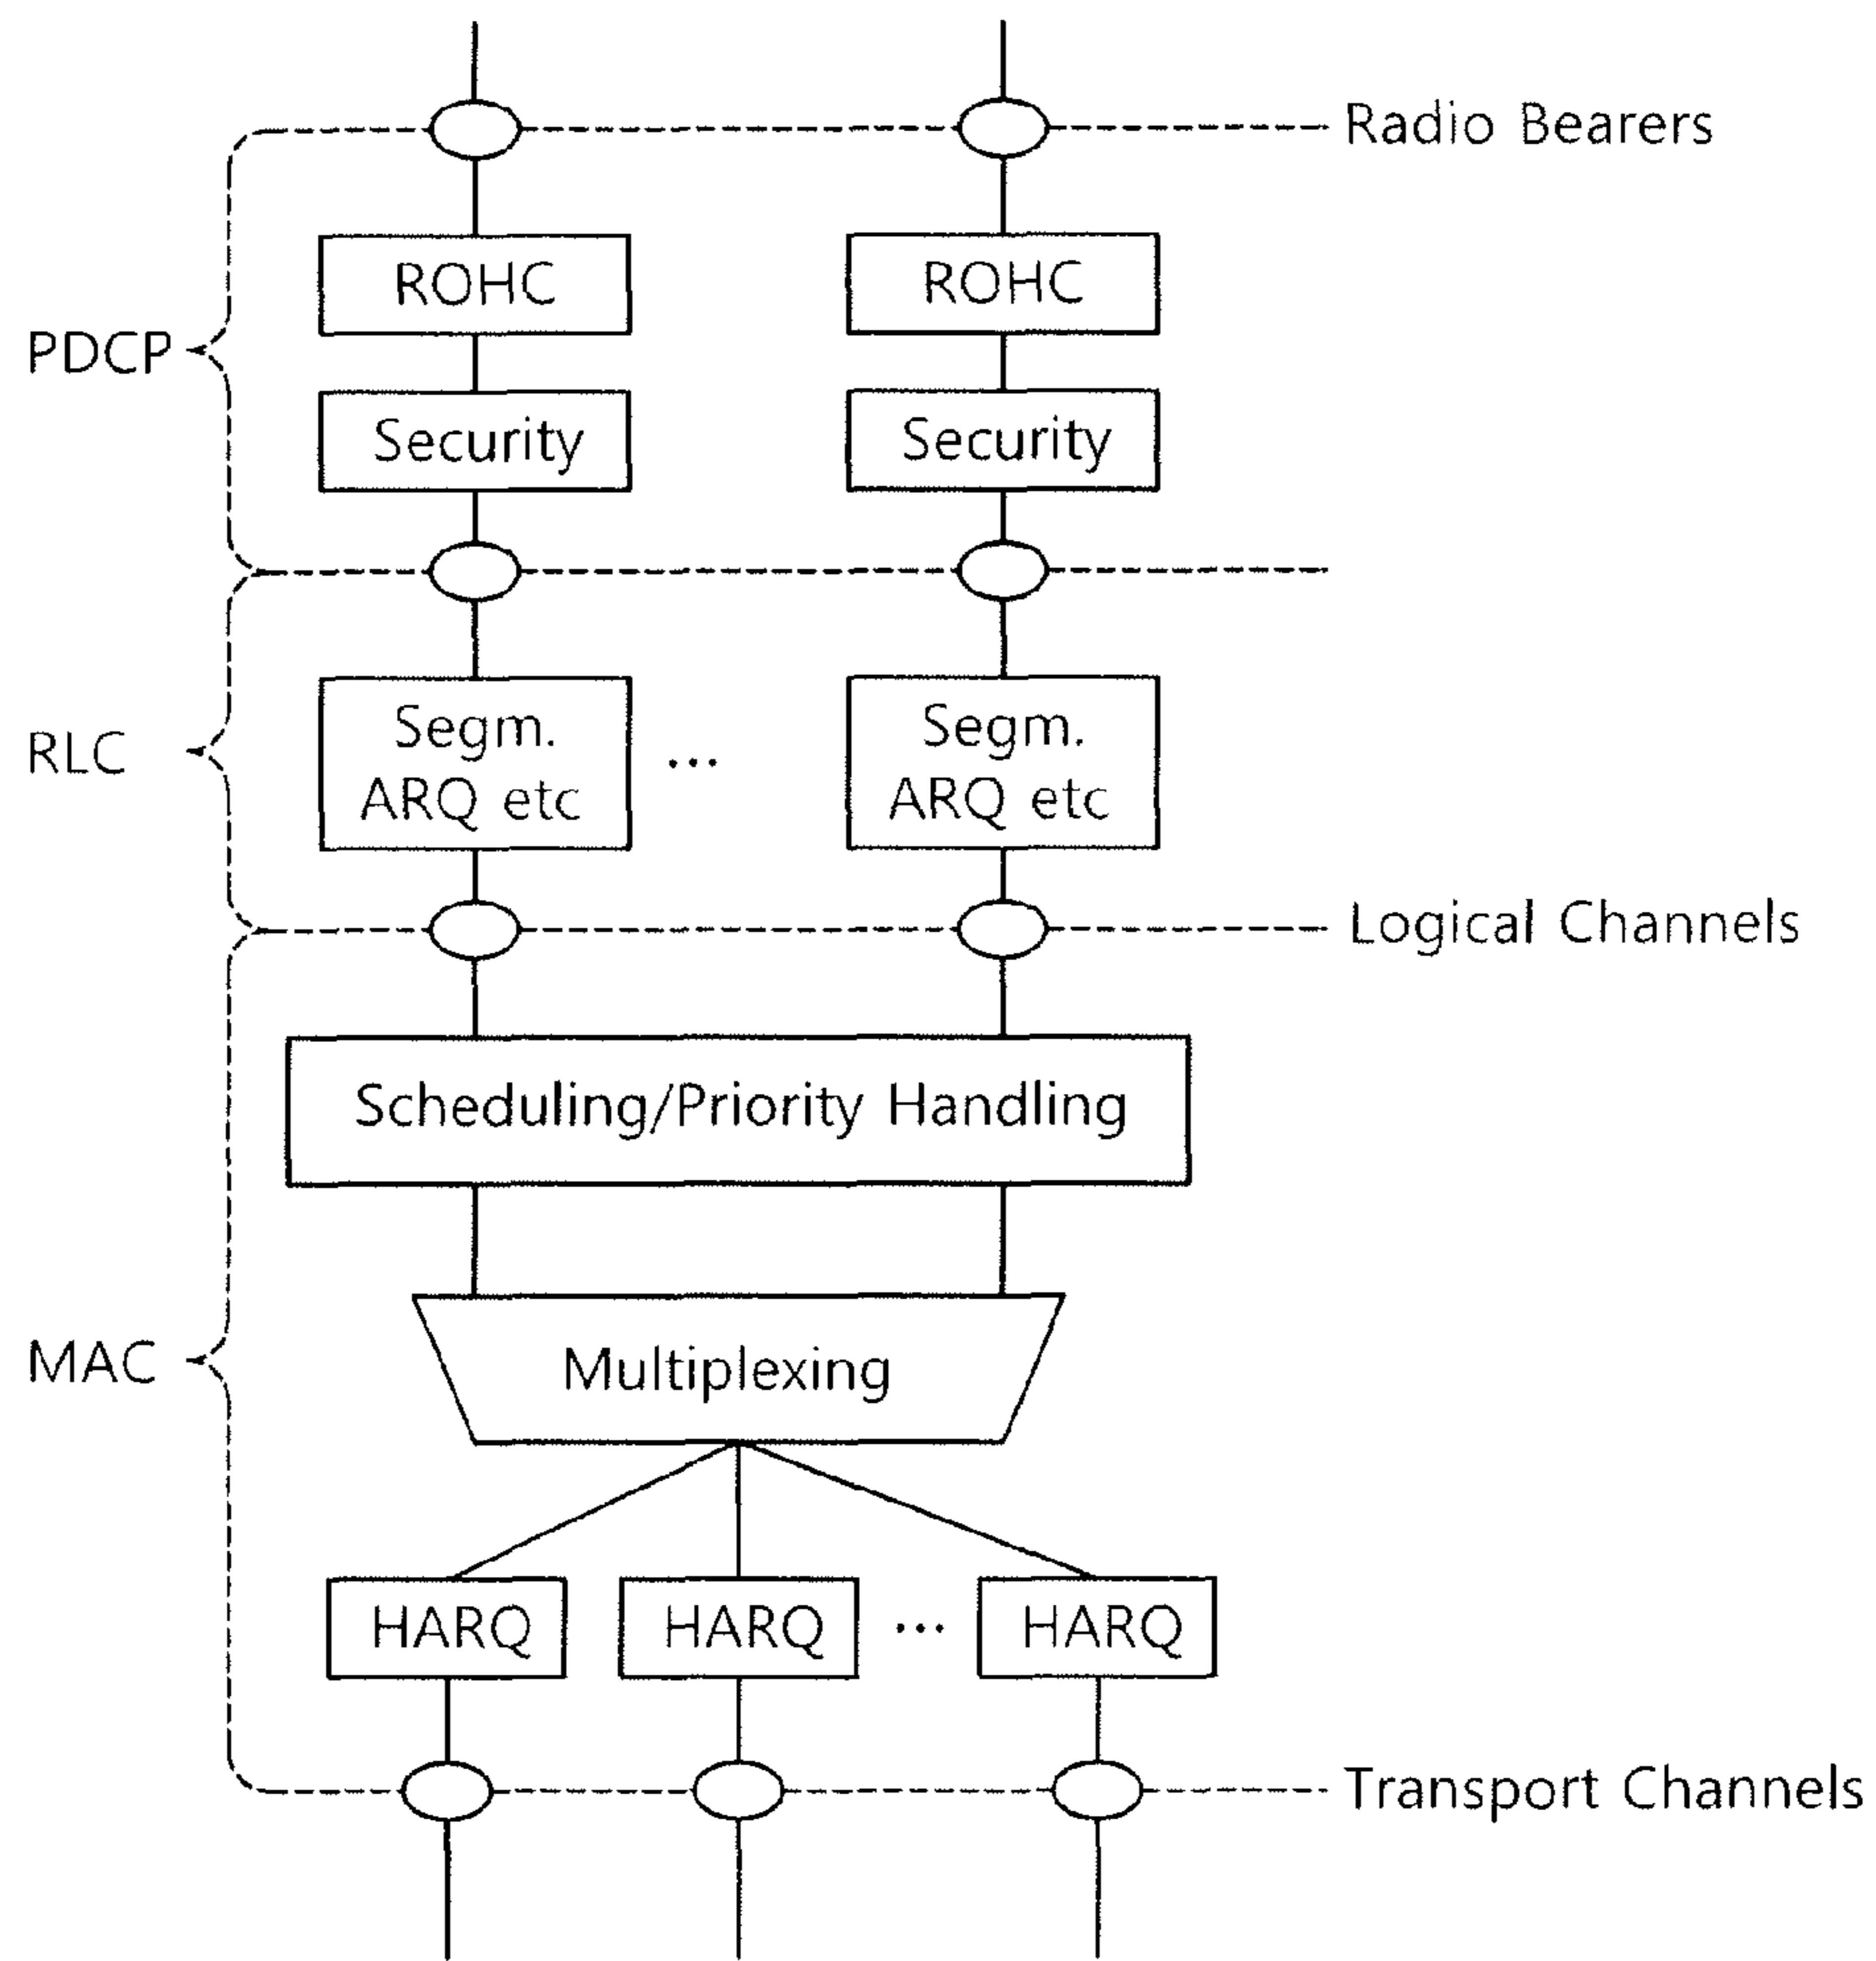 Radio Bearers
ROHC
ROHC
PDCP
Security
Security
Segm.
ARQ etc
...
Segm.
ARQ etc
RLC
Logical Channels
Scheduling/Priority Handling
MAC
Multiplexing
HARQ
HARQ
...
HARQ
Transport Channels